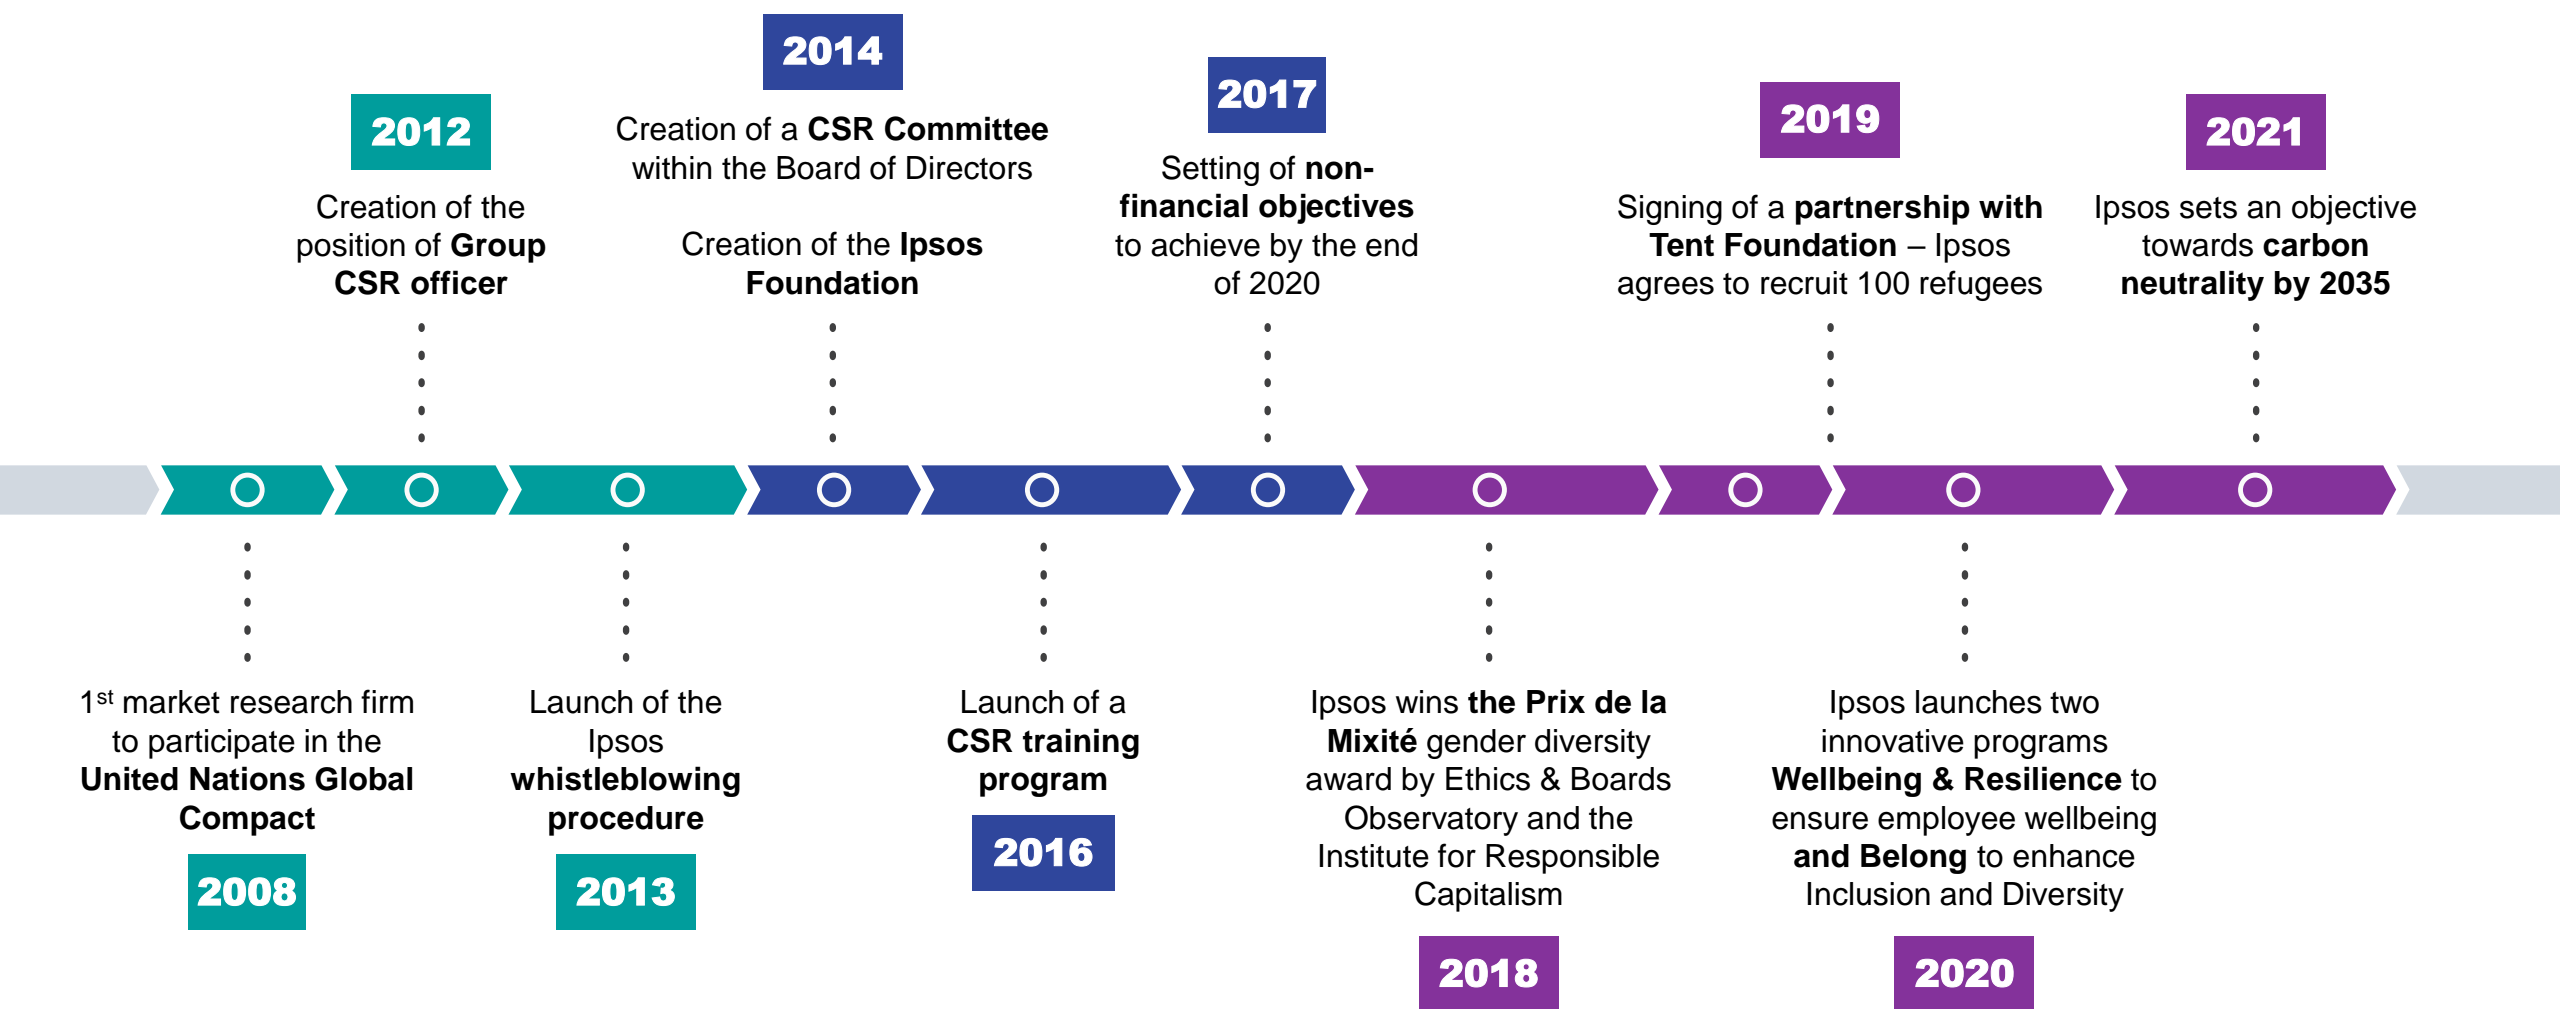 2012
Creation of the
position of Group
CSR officer
2014
Creation of a CSR Committee
within the Board of Directors
Creation of the Ipsos
Foundation
2017
Setting of non-
financial objectives
to achieve by the end
of 2020
2019
Signing of a partnership with
Tent Foundation – Ipsos
agrees to recruit 100 refugees
2021
Ipsos sets an objective
towards carbon
neutrality by 2035
1st market research firm
to participate in the
United Nations Global
Compact
2008
Launch of the
Ipsos
whistleblowing
procedure
2013
Launch of a
CSR training
program
2016
Ipsos wins the Prix de la
Mixité gender diversity
award by Ethics & Boards
Observatory and the
Institute for Responsible
Capitalism
2018
Ipsos launches two
innovative programs
Wellbeing & Resilience to
ensure employee wellbeing
and Belong to enhance
Inclusion and Diversity
2020